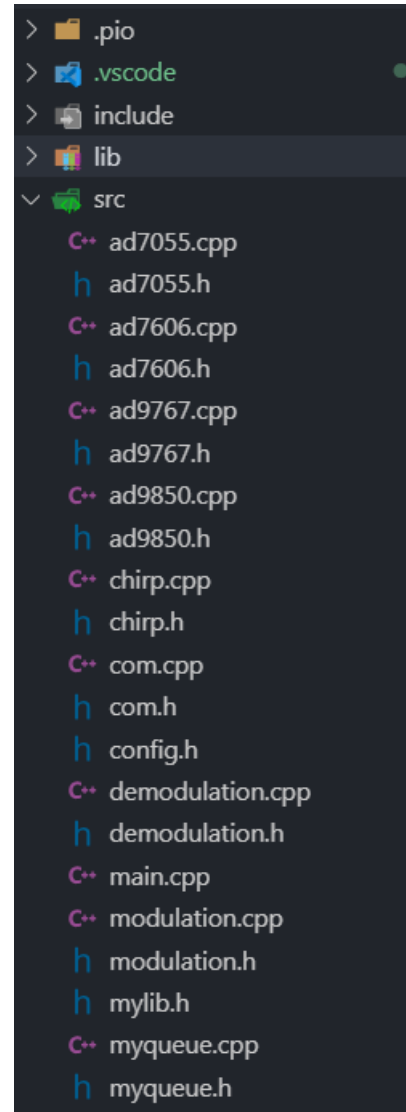 .pio
.vscode
include
lib
src
C++ ad7055.cpp
h ad7055.h
C++ ad7606.cpp
h ad7606.h
C++ ad9767.cpp
h ad9767.h
C++ ad9850.cpp
h ad9850.h
C++ chirp.cpp
h chirp.h
C++ com.cpp
h com.h
h config.h
C++ demodulation.cpp
h demodulation.h
C++ main.cpp
C++ modulation.cpp
h modulation.h
h mylib.h
C++ myqueue.cpp
h myqueue.h